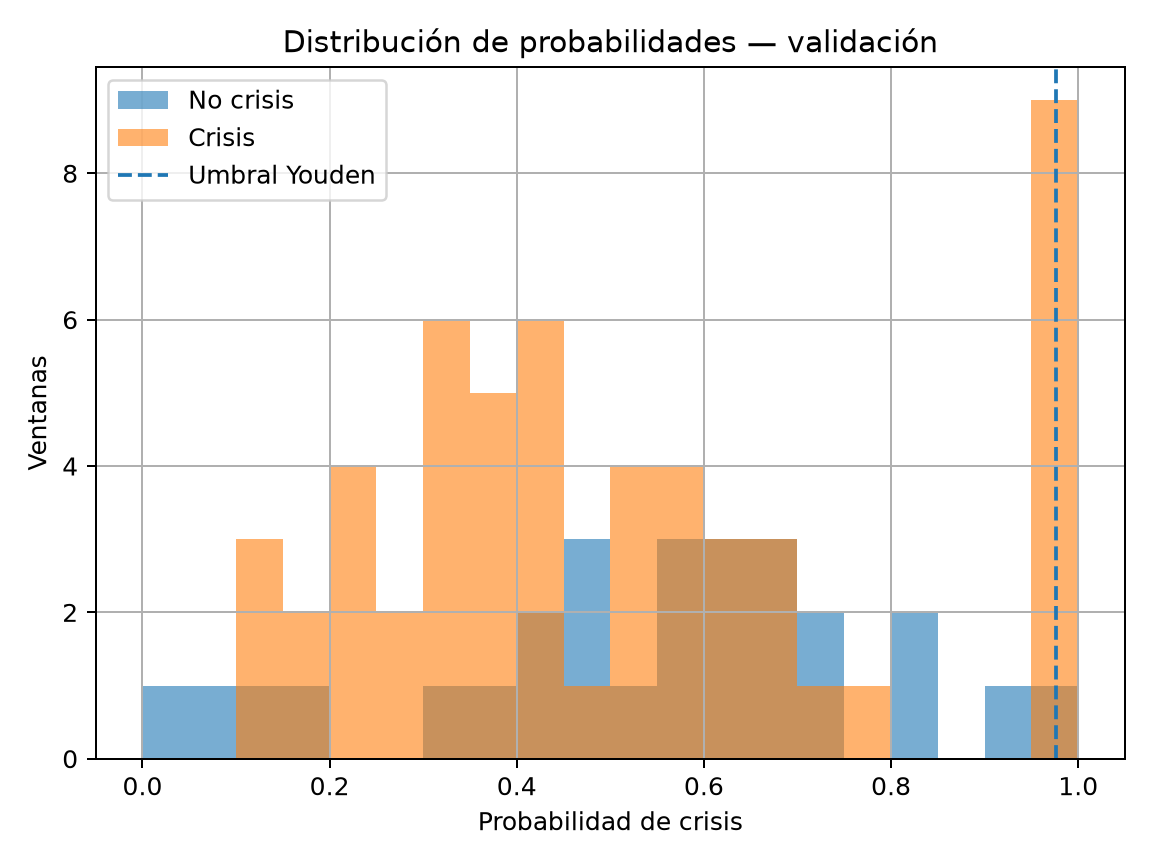 Distribución de probabilidades — validación
No crisis
Crisis
Umbral Youden
8
6
4
2
0
Ventanas
0.0 0.2 0.4 0.6 0.8 1.0
Probabilidad de crisis